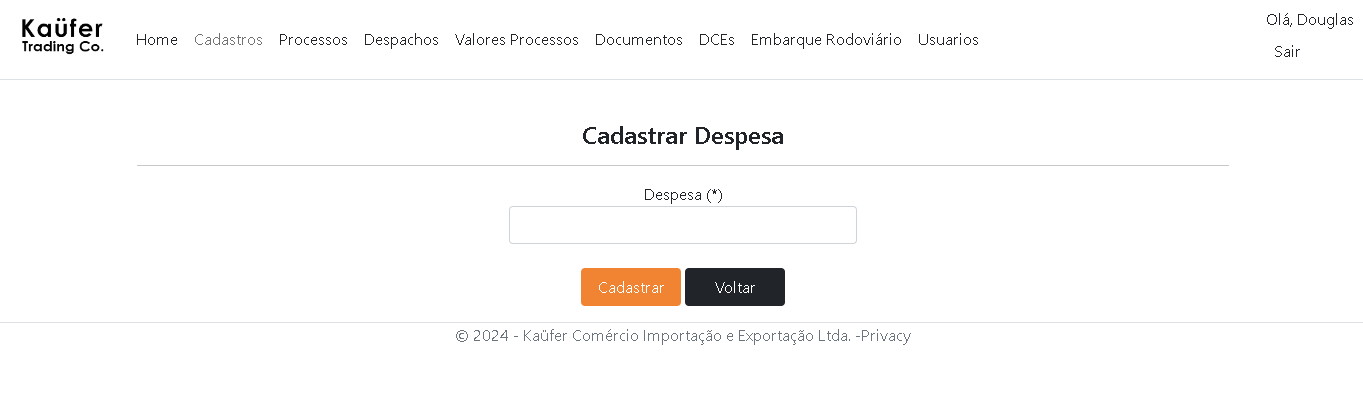 Kaüfer
Trading Co.
Home Cadastros Processos Despachos Valores Processos Documentos DCEs Embarque Rodoviário Usuarios
Olá, Douglas
Sair
Cadastrar Despesa
Despesa (*)
Cadastrar Voltar
© 2024 - Kaüfer Comércio Importação e Exportação Ltda. -Privacy